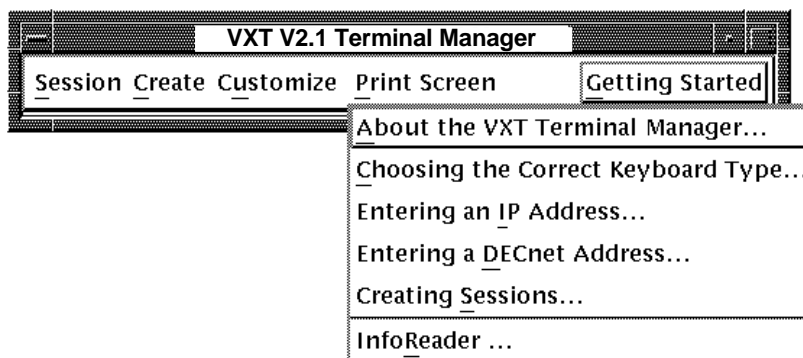 VXT V2.1 Terminal Manager
Session Create Customize Print Screen Getting Started
About the VXT Terminal Manager...
Choosing the Correct Keyboard Type...
Entering an IP Address...
Entering a DECnet Address...
Creating Sessions...
InfoReader ...